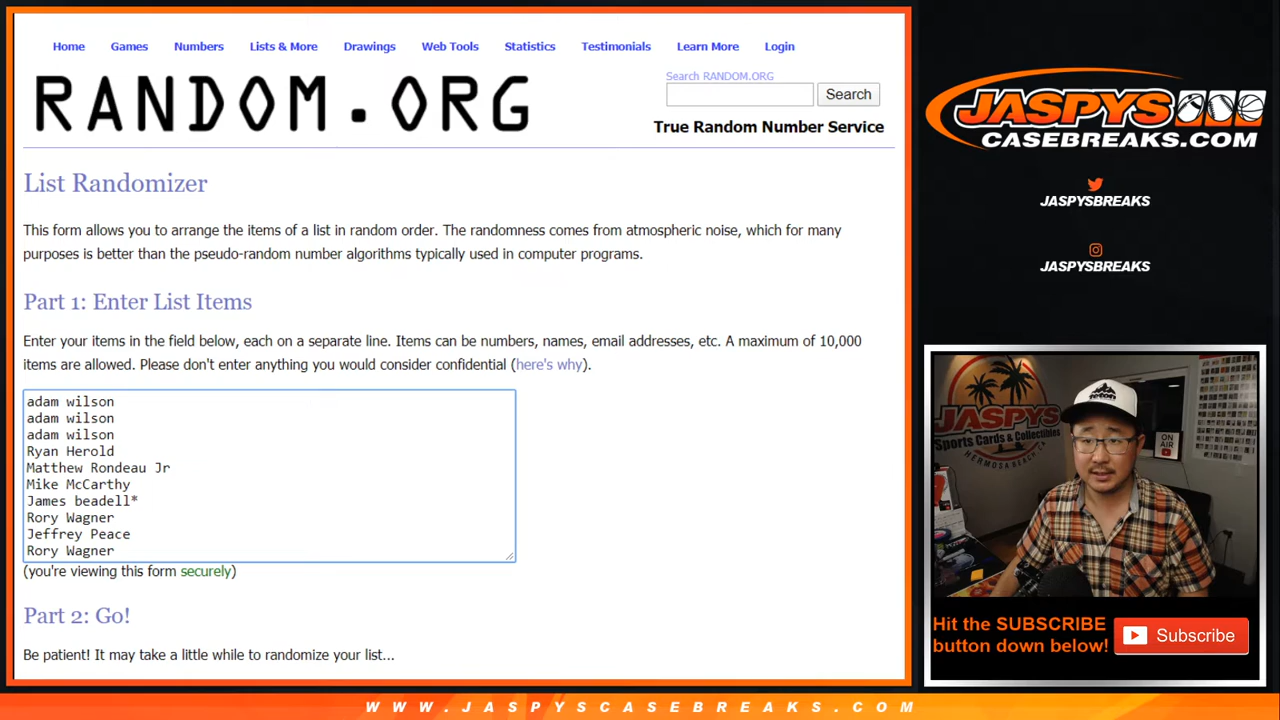 Home Games Numbers Lists & More Drawings Web Tools Statistics Testimonials Learn More Login
RANDOM.ORG
Search RANDOM.ORG
Search
True Random Number Service
List Randomizer
This form allows you to arrange the items of a list in random order. The randomness comes from atmospheric noise, which for many
purposes is better than the pseudo-random number algorithms typically used in computer programs.
Part 1: Enter List Items
Enter your items in the field below, each on a separate line. Items can be numbers, names, email addresses, etc. A maximum of 10,000
items are allowed. Please don't enter anything you would consider confidential (here's why).
adam wilson
adam wilson
adam wilson
Ryan Herold
Matthew Rondeau Jr
Mike McCarthy
James beadell*
Rory Wagner
Jeffrey Peace
Rory Wagner
(you're viewing this form securely)
Part 2: Go!
Be patient! It may take a little while to randomize your list...
JASPYS
CASEBREAKS.COM
JASPYSBREAKS
JASPYSBREAKS
JASPYS
Sports Cards & Collectibles
HERMOSA BEACH
ON
AIR
Hit the SUBSCRIBE
button down below!
Subscribe
WWW.JASPYSCASEBREAKS.COM